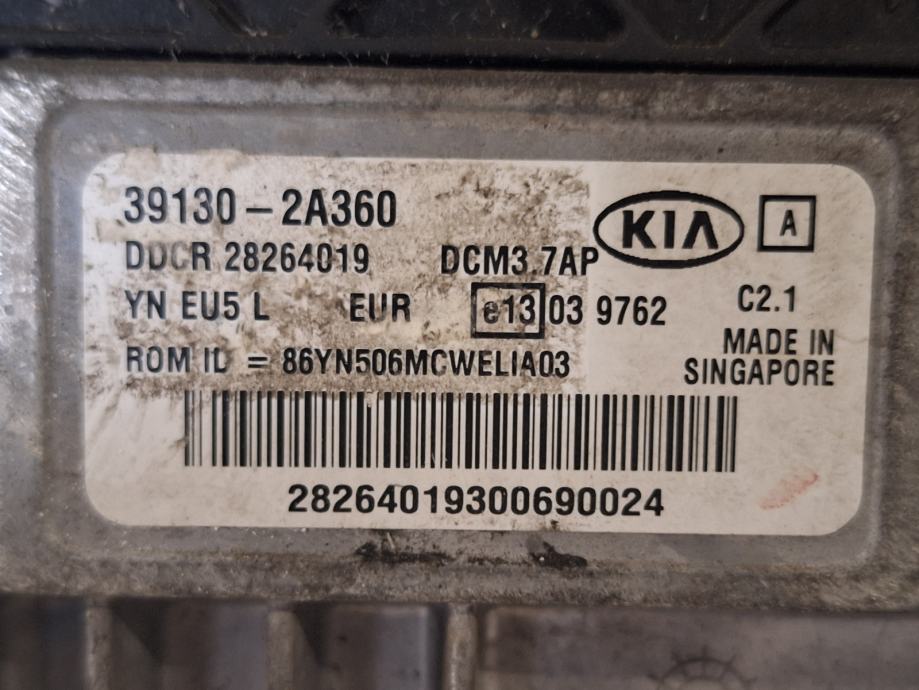 39130-2A360
KIA A
DDCR 28264019 DCM3.7AP
YN EU5 L EUR e13 03 9762 C2.1
MADE IN
SINGAPORE
ROM ID = 86YN506MCWELIA03
28264019300690024